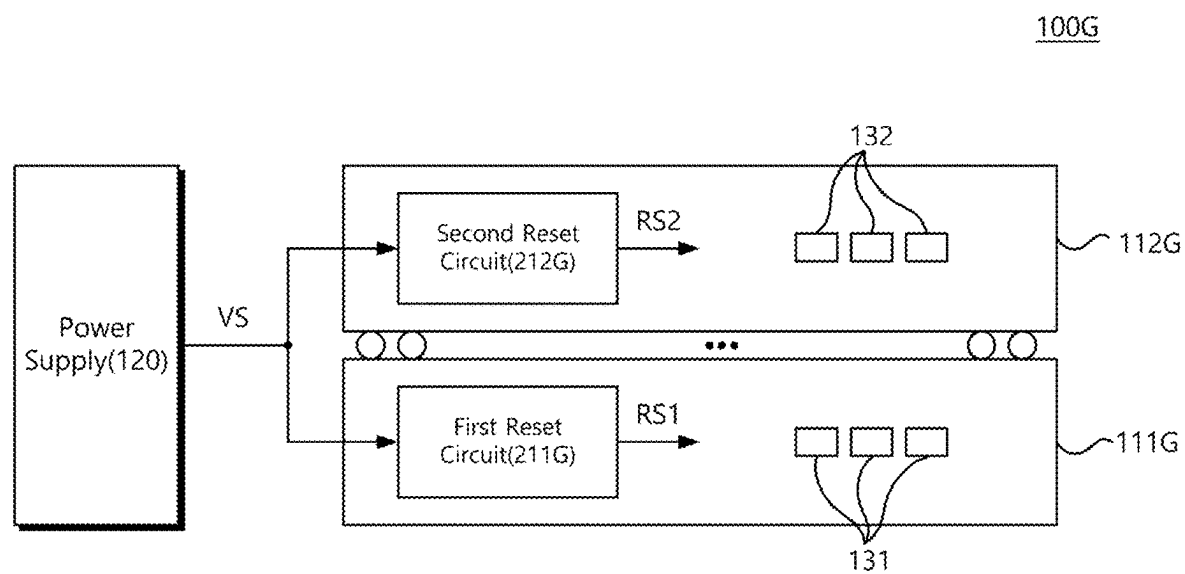 100G
132
Second Reset
Circuit(212G)
RS2
112G
VS
Power
Supply(120)
First Reset
Circuit(211G)
RS1
111G
131